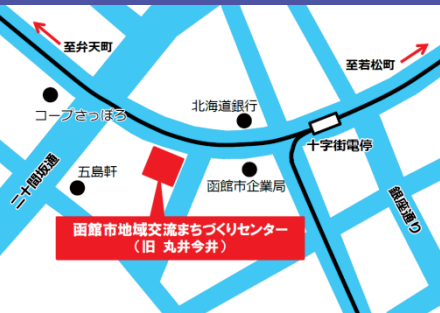 至弁天町
至若松町
コープさっぽろ
北海道銀行
十字街電停
五島軒
函館市企業局
二十間坂通
銀座通り
函館市地域交流まちづくりセンター
（旧 丸井今井）